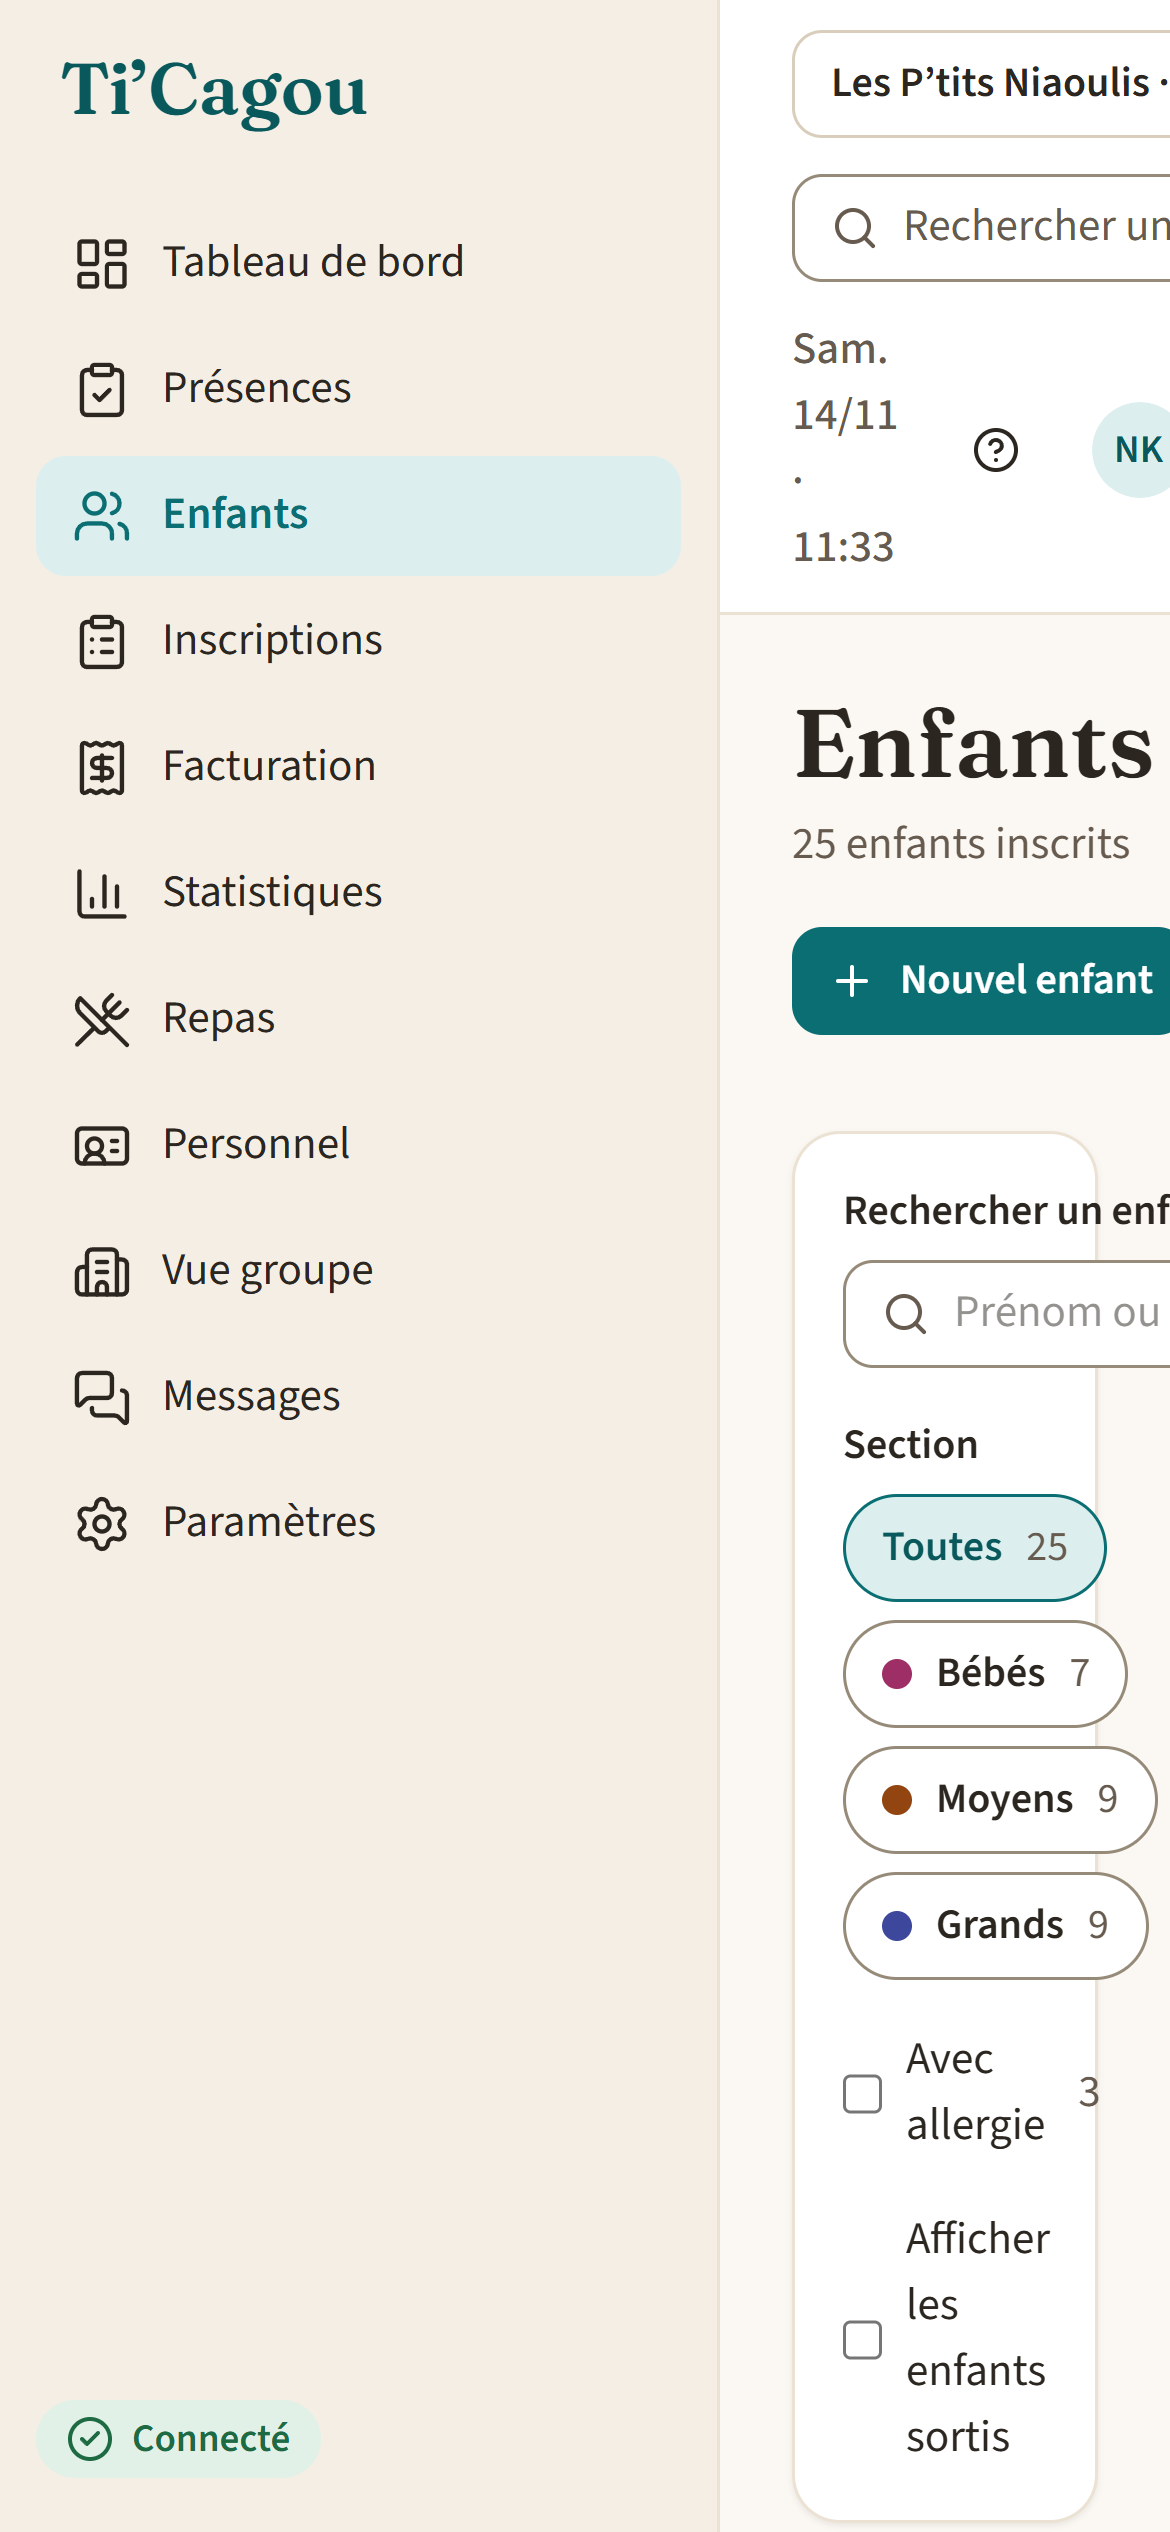 Ti’Cagou
Tableau de bord
Présences
Enfants
Inscriptions
Facturation
Statistiques
Repas
Personnel
Vue groupe
Messages
Paramètres
Connecté
Les P’tits Niaoulis ·
Rechercher un
Sam.
14/11
·
11:33
NK
Enfants
25 enfants inscrits
Nouvel enfant
Rechercher un enf
Prénom ou
Section
Toutes 25
Bébés 7
Moyens 9
Grands 9
Avec
allergie 3
Afficher
les
enfants
sortis